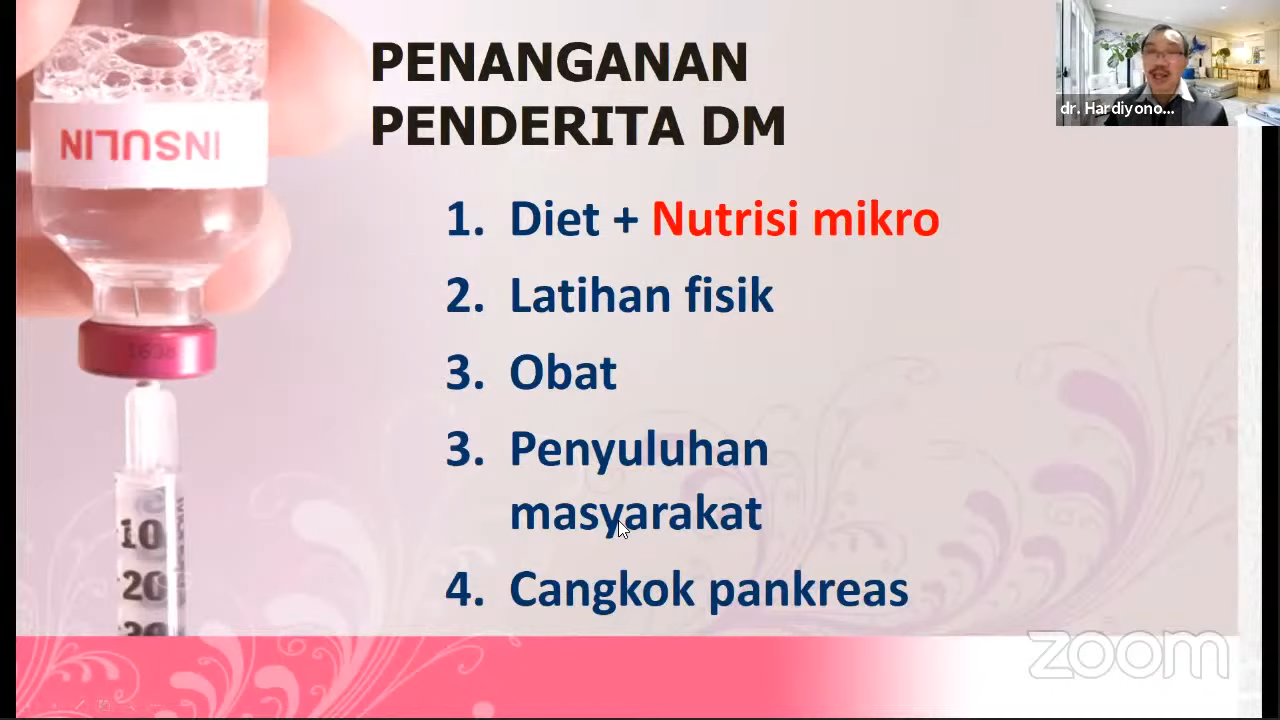 PENANGANAN
PENDERITA DM
dr. Hardiyono...
INSULIN
1. Diet + Nutrisi mikro
2. Latihan fisik
3. Obat
3. Penyuluhan
masyarakat
4. Cangkok pankreas
10
20
30
zoom